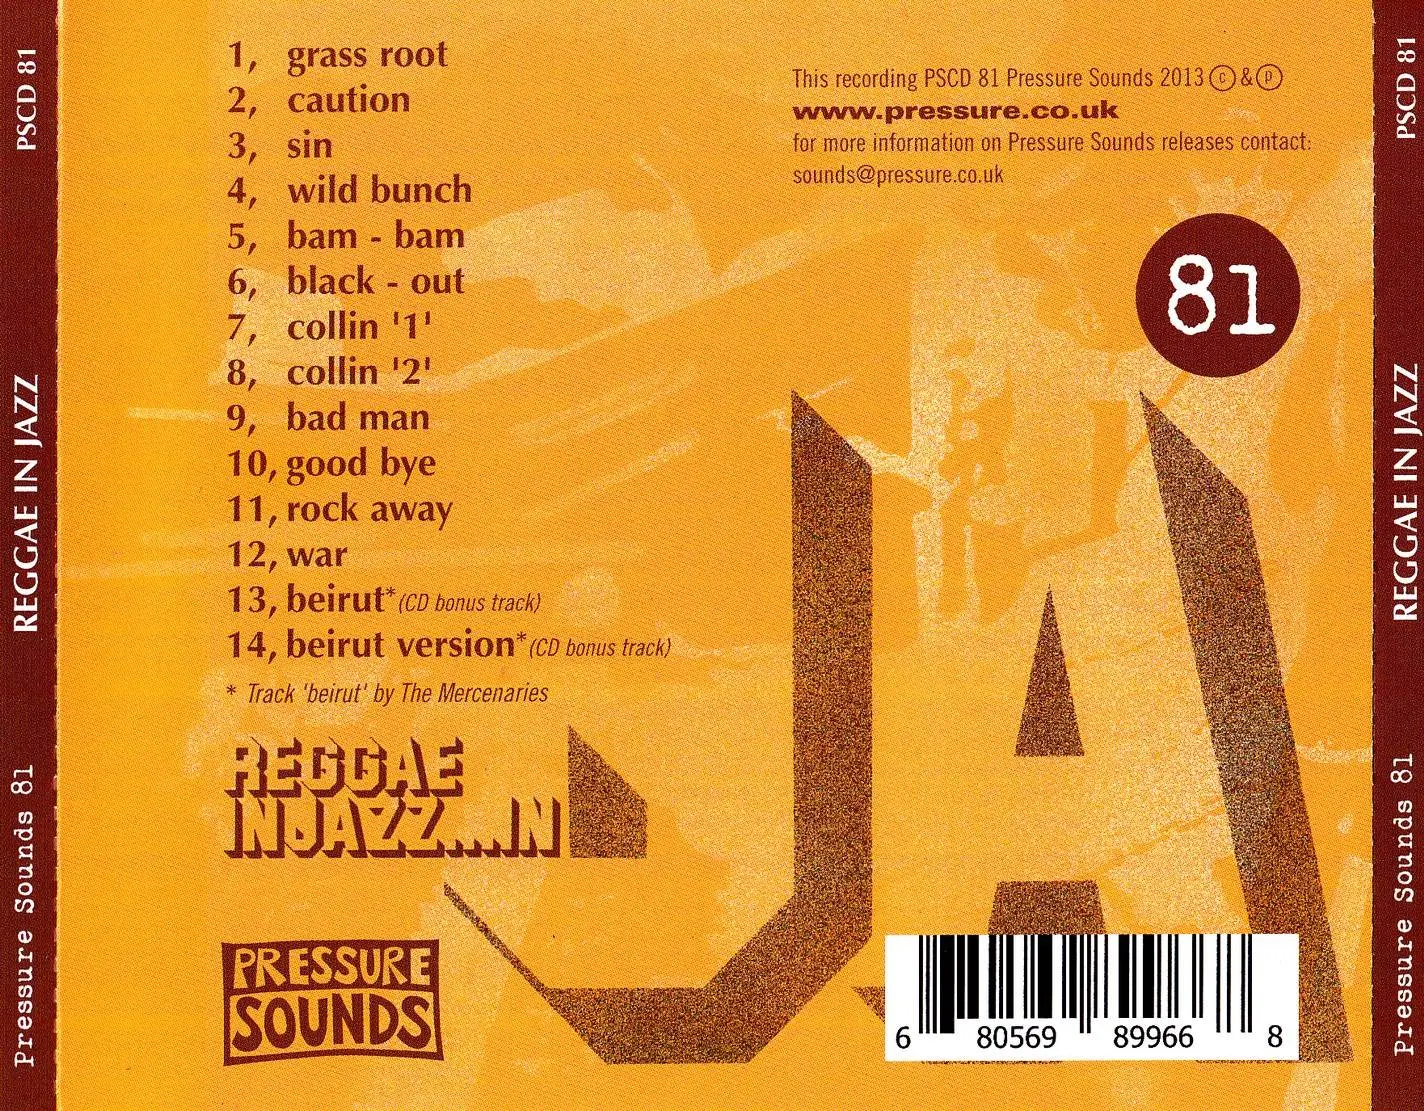 1, grass root
2, caution
3, sin
4, wild bunch
5, bam - bam
6, black - out
7, collin '1'
8, collin '2'
9, bad man
10, good bye
11, rock away
12, war
13, beirut* (CD bonus track)
14, beirut version* (CD bonus track)
* Track 'beirut' by The Mercenaries
REGGAE
INJAZZ....IN
PRESSURE
SOUNDS
This recording PSCD 81 Pressure Sounds 2013 ©&℗
www.pressure.co.uk
for more information on Pressure Sounds releases contact:
sounds@pressure.co.uk
81
JA
6 80569 89966 8
Pressure Sounds 81 REGGAE IN JAZZ PSCD 81
Pressure Sounds 81 REGGAE IN JAZZ PSCD 81